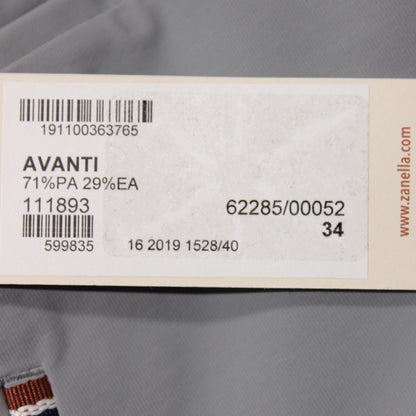 191100363765
AVANTI
71%PA 29%EA
111893
62285/00052
34
599835
16 2019 1528/40
www.zanella.com